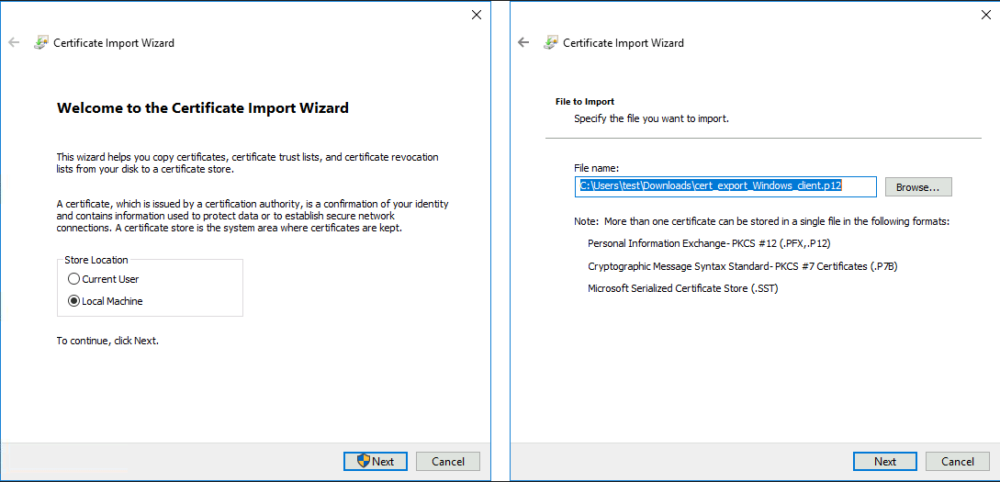 Certificate Import Wizard
Welcome to the Certificate Import Wizard
This wizard helps you copy certificates, certificate trust lists, and certificate revocation
lists from your disk to a certificate store.
A certificate, which is issued by a certification authority, is a confirmation of your identity
and contains information used to protect data or to establish secure network
connections. A certificate store is the system area where certificates are kept.
Store Location
Current User
Local Machine
To continue, click Next.
Next
Cancel
Certificate Import Wizard
File to Import
Specify the file you want to import.
File name:
C:\Users\test\Downloads\cert_export_Windows_client.p12
Browse...
Note: More than one certificate can be stored in a single file in the following formats:
Personal Information Exchange- PKCS #12 (.PFX,.P12)
Cryptographic Message Syntax Standard- PKCS #7 Certificates (.P7B)
Microsoft Serialized Certificate Store (.SST)
Next
Cancel